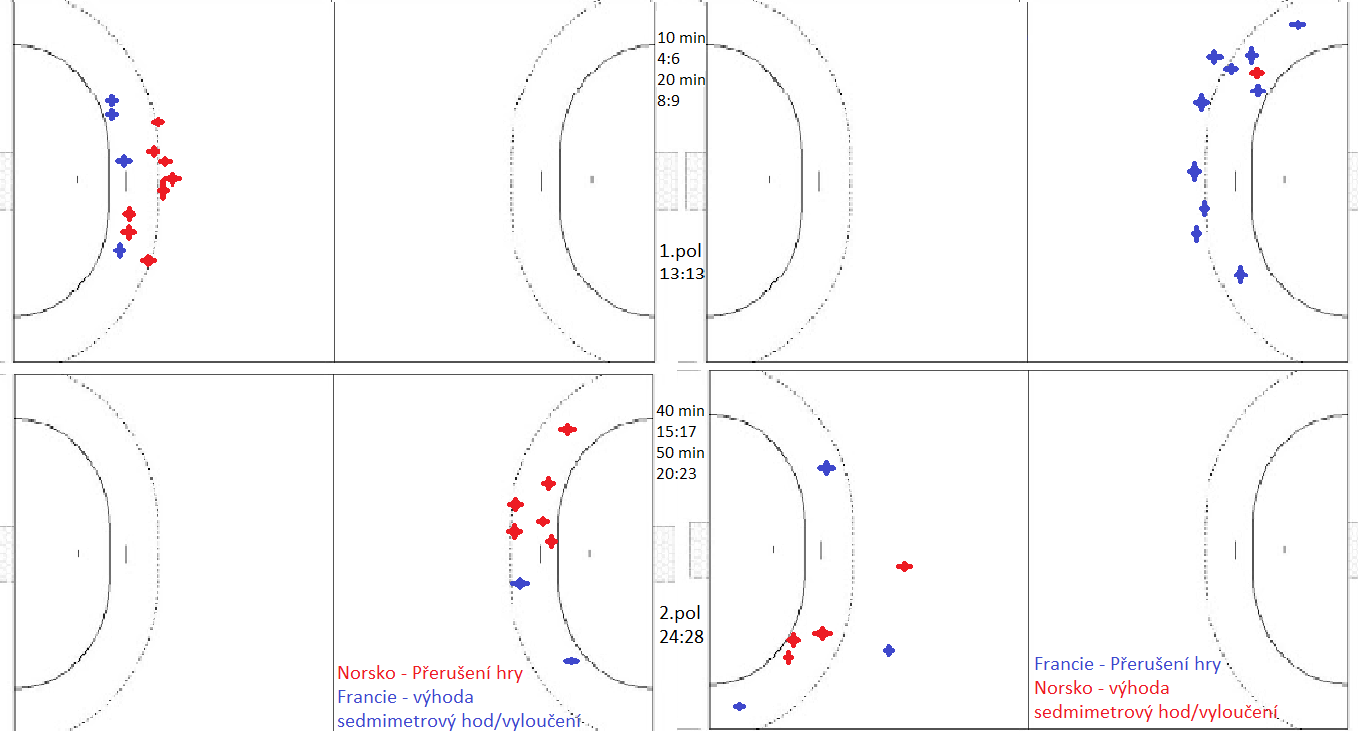 10 min
4:6
20 min
8:9
1.pol
13:13
40 min
15:17
50 min
20:23
2.pol
24:28
Norsko - Přerušení hry
Francie - výhoda
sedmimetrový hod/vyloučení
Francie - Přerušení hry
Norsko - výhoda
sedmimetrový hod/vyloučení